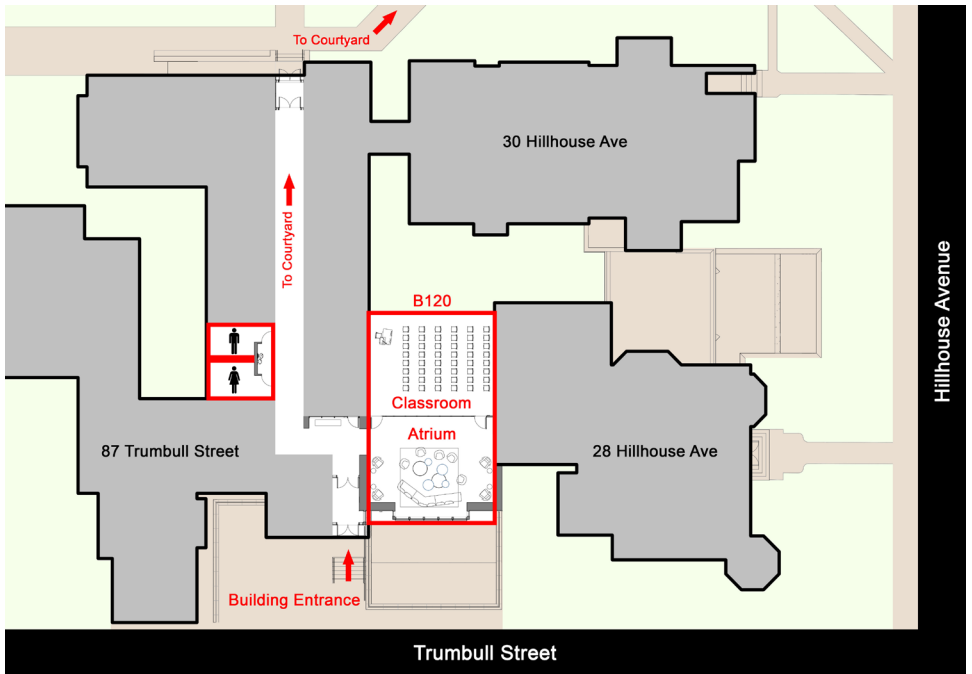 To Courtyard
30 Hillhouse Ave
To Courtyard
B120
Classroom
Atrium
87 Trumbull Street
28 Hillhouse Ave
Building Entrance
Hillhouse Avenue
Trumbull Street